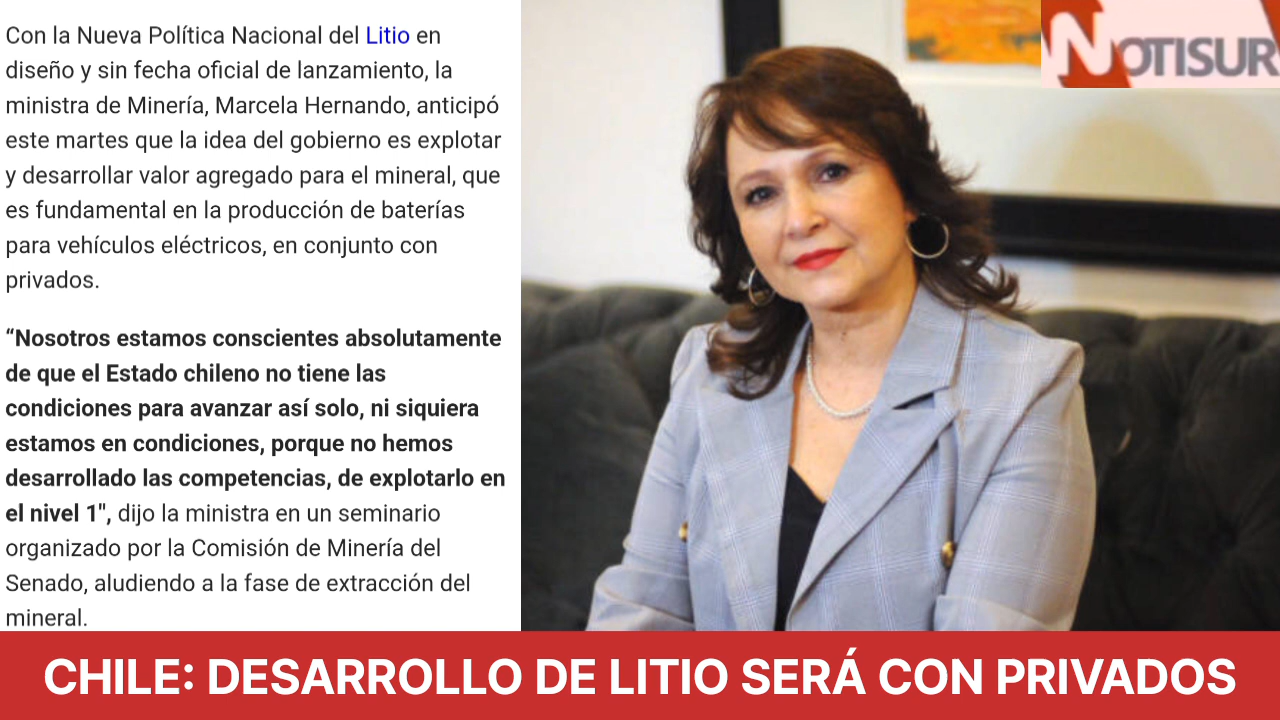 Con la Nueva Política Nacional del Litio en
diseño y sin fecha oficial de lanzamiento, la
ministra de Minería, Marcela Hernando, anticipó
este martes que la idea del gobierno es explotar
y desarrollar valor agregado para el mineral, que
es fundamental en la producción de baterías
para vehículos eléctricos, en conjunto con
privados.
“Nosotros estamos conscientes absolutamente
de que el Estado chileno no tiene las
condiciones para avanzar así solo, ni siquiera
estamos en condiciones, porque no hemos
desarrollado las competencias, de explotarlo en
el nivel 1", dijo la ministra en un seminario
organizado por la Comisión de Minería del
Senado, aludiendo a la fase de extracción del
mineral.
NOTISUR
CHILE: DESARROLLO DE LITIO SERÁ CON PRIVADOS